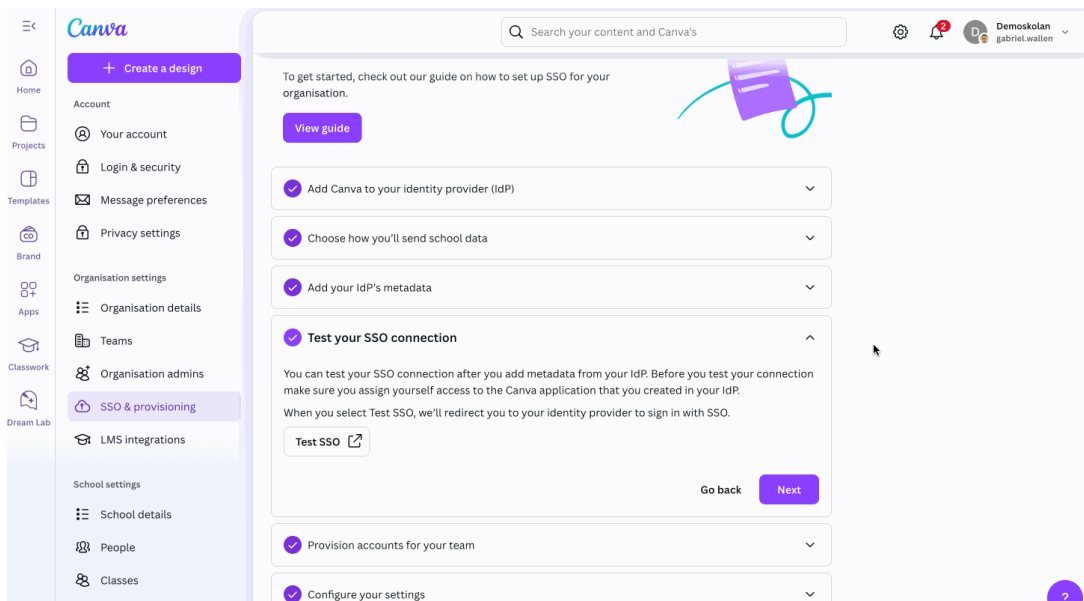 Canva
Search your content and Canva's
2
D
Demoskolan
gabriel.wallen
Home
Projects
Templates
Brand
Apps
Classwork
Dream Lab
Create a design
Account
Your account
Login & security
Message preferences
Privacy settings
Organisation settings
Organisation details
Teams
Organisation admins
SSO & provisioning
LMS integrations
School settings
School details
People
Classes
To get started, check out our guide on how to set up SSO for your
organisation.
View guide
Add Canva to your identity provider (IdP)
Choose how you'll send school data
Add your IdP's metadata
Test your SSO connection
You can test your SSO connection after you add metadata from your IdP. Before you test your connection
make sure you assign yourself access to the Canva application that you created in your IdP.
When you select Test SSO, we'll redirect you to your identity provider to sign in with SSO.
Test SSO
Go back
Next
Provision accounts for your team
Configure your settings
?